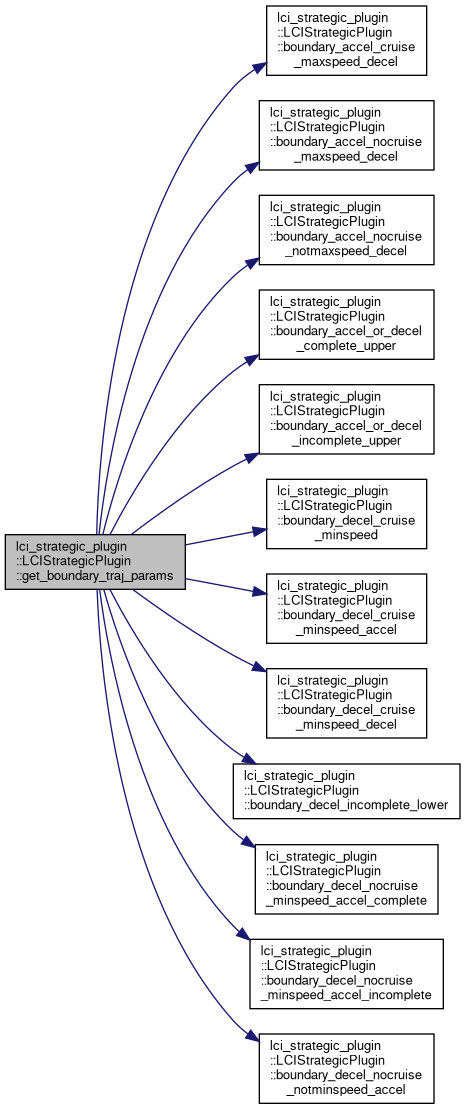 lci_strategic_plugin
::LCIStrategicPlugin
::get_boundary_traj_params
lci_strategic_plugin
::LCIStrategicPlugin
::boundary_accel_cruise
_maxspeed_decel
lci_strategic_plugin
::LCIStrategicPlugin
::boundary_accel_nocruise
_maxspeed_decel
lci_strategic_plugin
::LCIStrategicPlugin
::boundary_accel_nocruise
_notmaxspeed_decel
lci_strategic_plugin
::LCIStrategicPlugin
::boundary_accel_or_decel
_complete_upper
lci_strategic_plugin
::LCIStrategicPlugin
::boundary_accel_or_decel
_incomplete_upper
lci_strategic_plugin
::LCIStrategicPlugin
::boundary_decel_cruise
_minspeed
lci_strategic_plugin
::LCIStrategicPlugin
::boundary_decel_cruise
_minspeed_accel
lci_strategic_plugin
::LCIStrategicPlugin
::boundary_decel_cruise
_minspeed_decel
lci_strategic_plugin
::LCIStrategicPlugin
::boundary_decel_incomplete_lower
lci_strategic_plugin
::LCIStrategicPlugin
::boundary_decel_nocruise
_minspeed_accel_complete
lci_strategic_plugin
::LCIStrategicPlugin
::boundary_decel_nocruise
_minspeed_accel_incomplete
lci_strategic_plugin
::LCIStrategicPlugin
::boundary_decel_nocruise
_notminspeed_accel